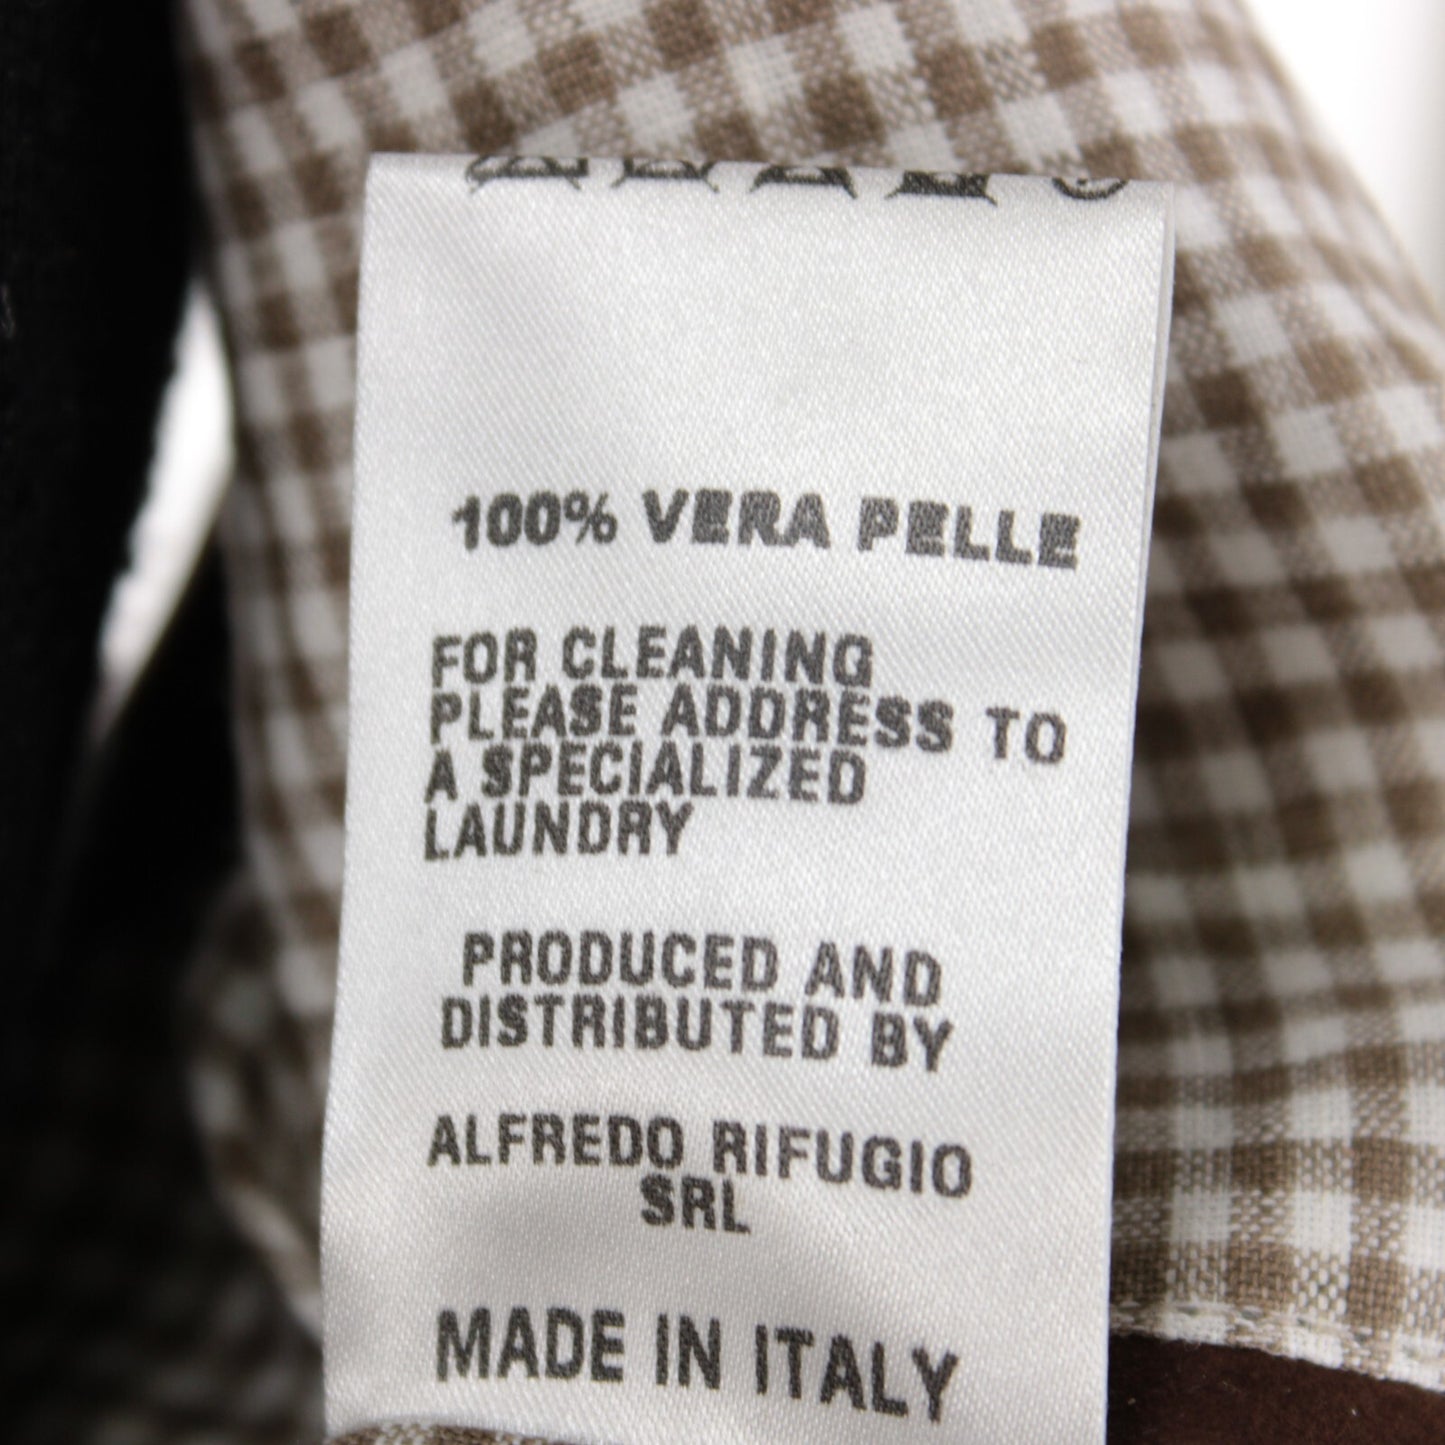 100% VERA PELLE
FOR CLEANING
PLEASE ADDRESS TO
A SPECIALIZED
LAUNDRY
PRODUCED AND
DISTRIBUTED BY
ALFREDO RIFUGIO
SRL
MADE IN ITALY